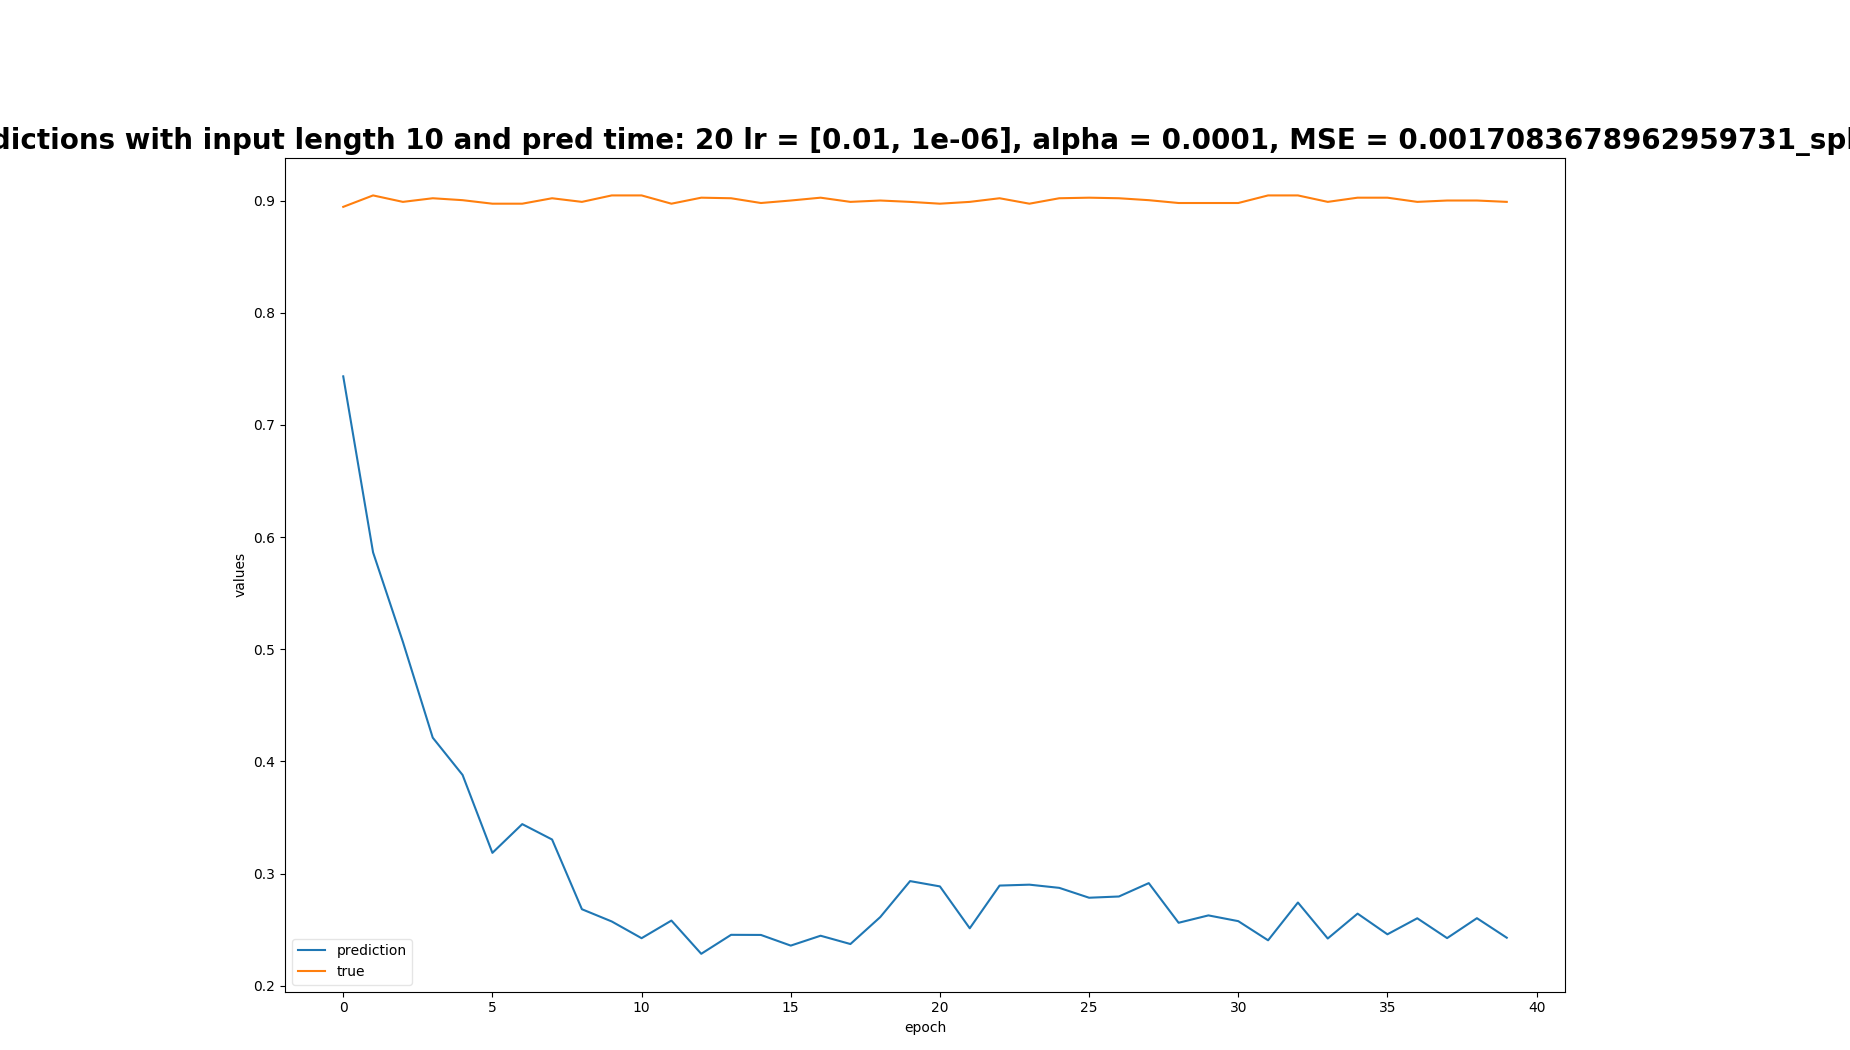 dictions with input length 10 and pred time: 20 lr = [0.01, 1e-06], alpha = 0.0001, MSE = 0.0017083678962959731_spl
0.9
0.8
0.7
0.6
0.5
0.4
0.3
0.2
values
prediction
true
0 5 10 15 20 25 30 35 40
epoch